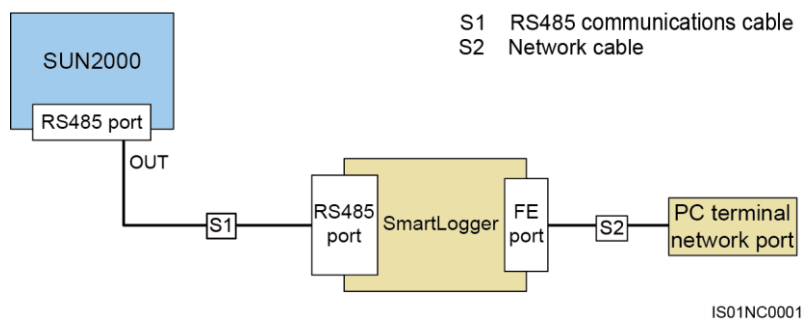 S1 RS485 communications cable
S2 Network cable
SUN2000
RS485 port
OUT
S1
RS485
port
SmartLogger
FE
port
S2
PC terminal
network port
IS01NC0001